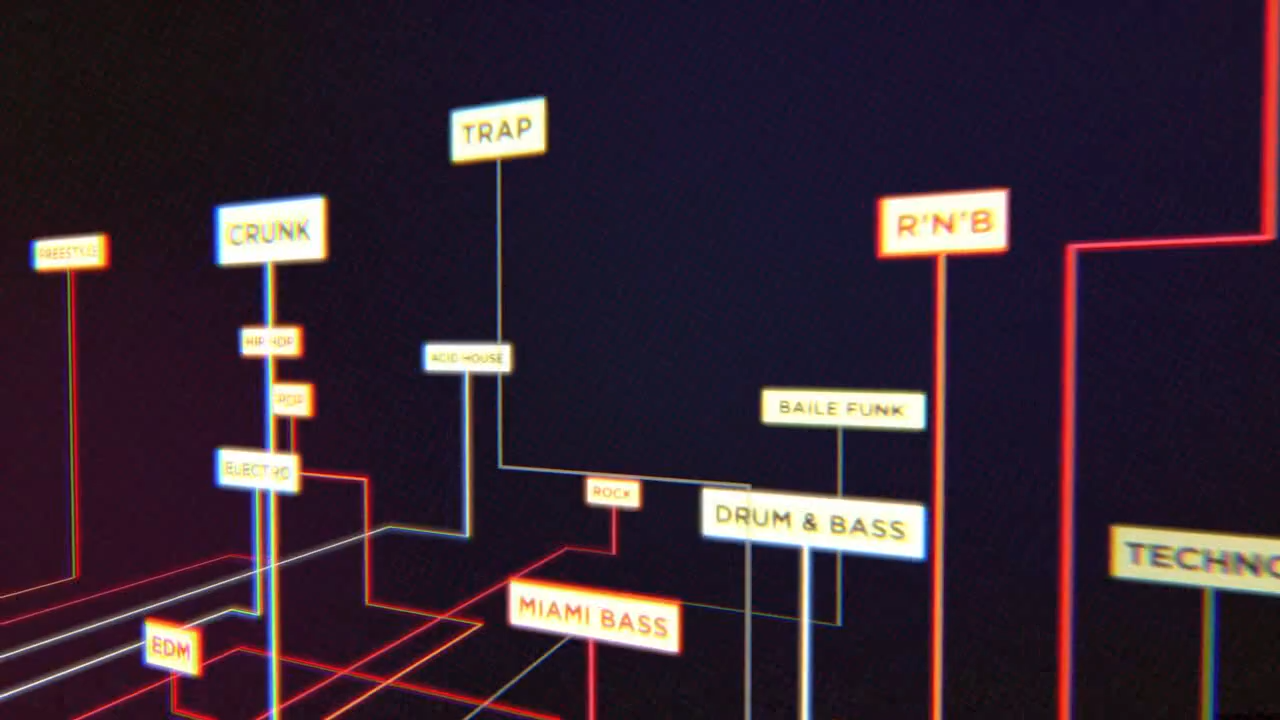 TRAP
CRUNK
R'N'B
FREESTYLE
HIP HOP
ACID HOUSE
POP
BAILE FUNK
ELECTRO
ROCK
DRUM & BASS
TECHNO
MIAMI BASS
EDM